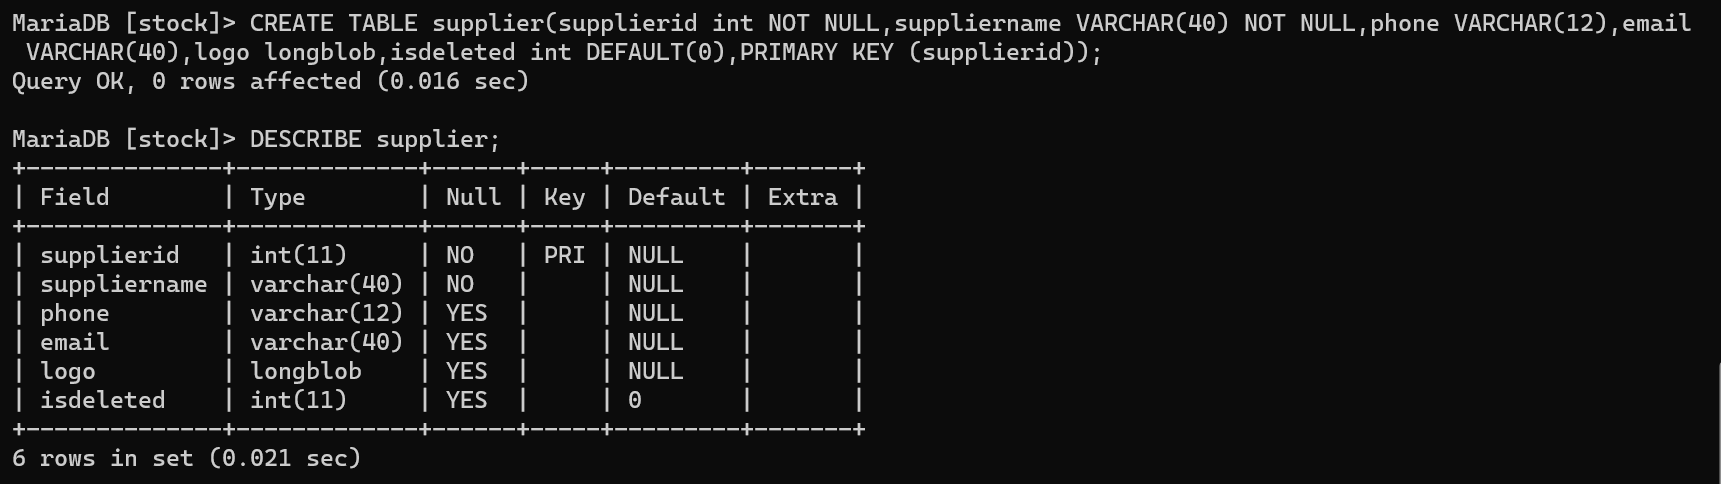 MariaDB [stock]> CREATE TABLE supplier(supplierid int NOT NULL,suppliername VARCHAR(40) NOT NULL,phone VARCHAR(12),email
 VARCHAR(40),logo longblob,isdeleted int DEFAULT(0),PRIMARY KEY (supplierid));
Query OK, 0 rows affected (0.016 sec)

MariaDB [stock]> DESCRIBE supplier;
+--------------+-------------+------+-----+---------+-------+
| Field        | Type        | Null | Key | Default | Extra |
+--------------+-------------+------+-----+---------+-------+
| supplierid   | int(11)     | NO   | PRI | NULL    |       |
| suppliername | varchar(40) | NO   |     | NULL    |       |
| phone        | varchar(12) | YES  |     | NULL    |       |
| email        | varchar(40) | YES  |     | NULL    |       |
| logo         | longblob    | YES  |     | NULL    |       |
| isdeleted    | int(11)     | YES  |     | 0       |       |
+--------------+-------------+------+-----+---------+-------+
6 rows in set (0.021 sec)